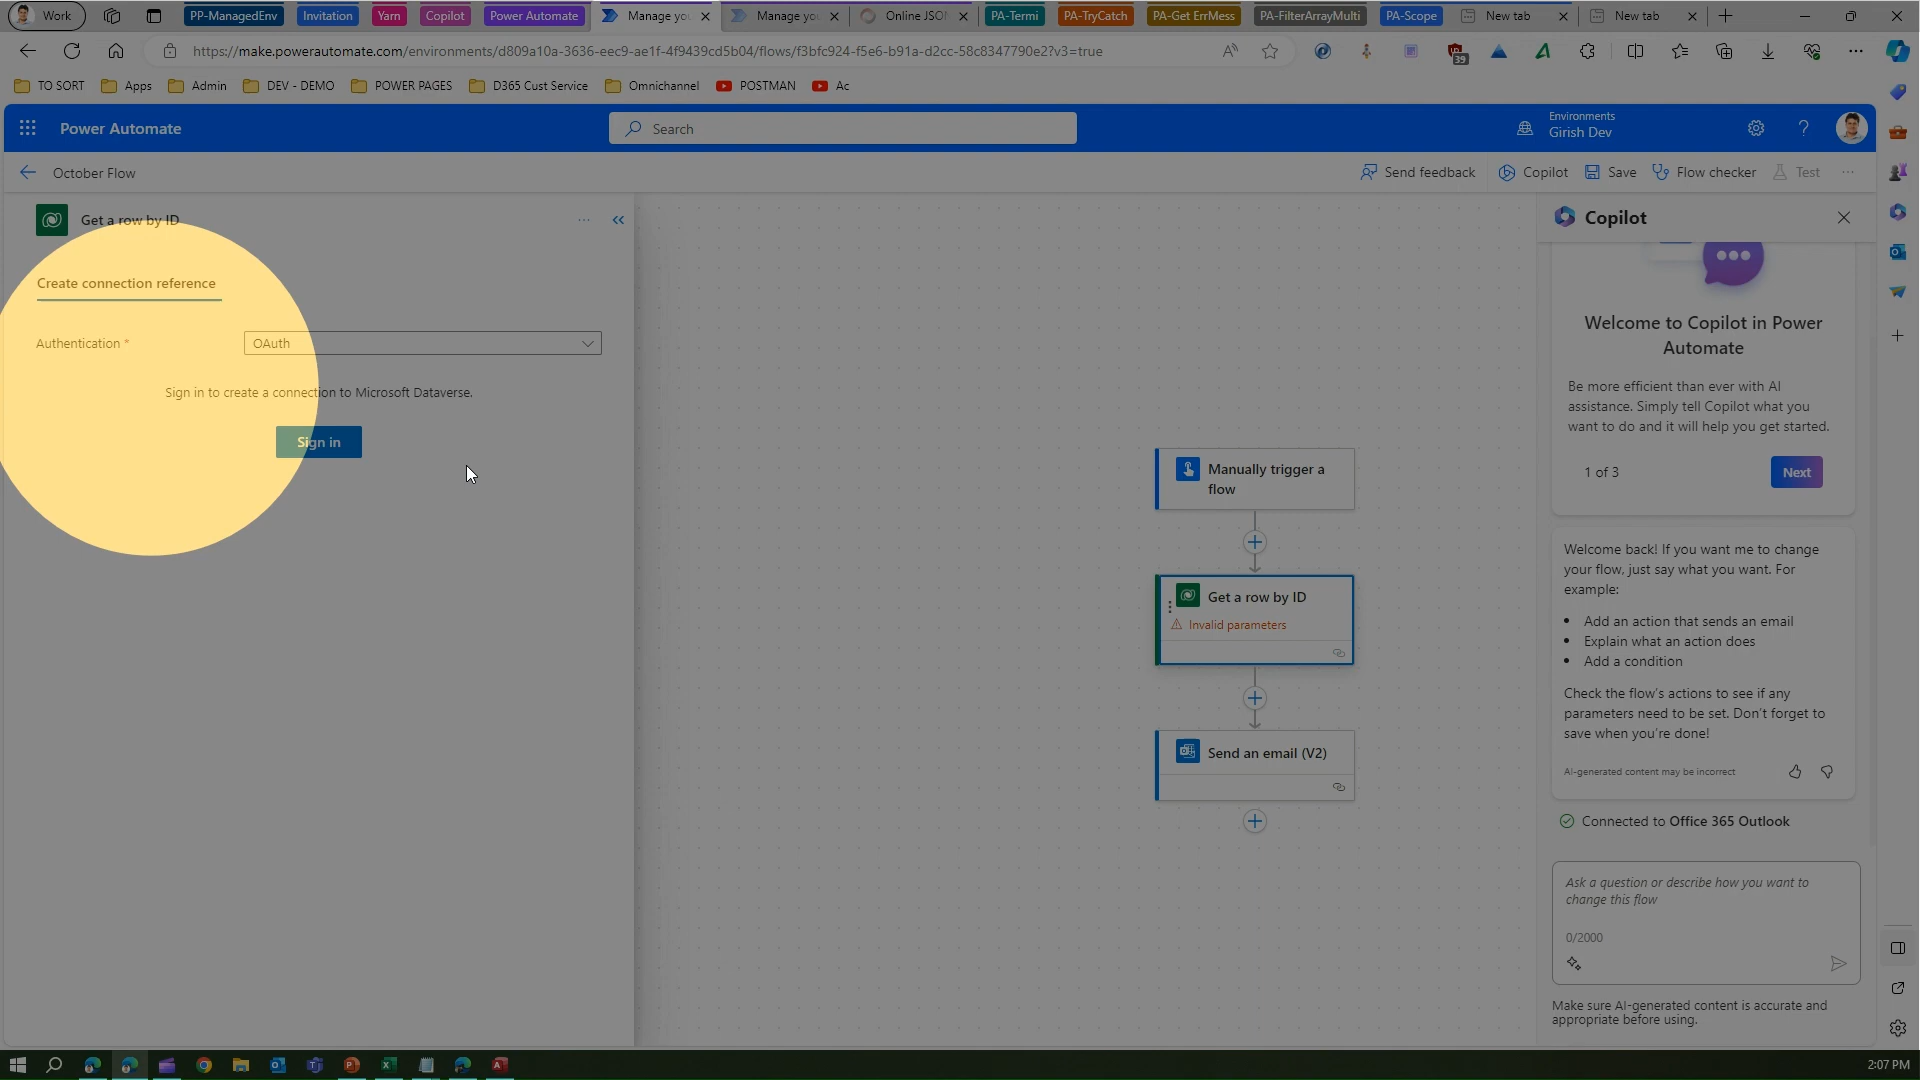 Work
PP-ManagedEnv
Invitation
Yarn
Copilot
Power Automate
Manage you
Manage you
Online JSON
PA-Termi
PA-TryCatch
PA-Get ErrMess
PA-FilterArrayMulti
PA-Scope
New tab
New tab
https://make.powerautomate.com/environments/d809a10a-3636-eec9-ae1f-4f9439cd5b04/flows/f3bfc924-f5e6-b91a-d2cc-58c8347790e2?v3=true
39
TO SORT
Apps
Admin
DEV - DEMO
POWER PAGES
D365 Cust Service
Omnichannel
POSTMAN
Ac
Power Automate
Search
Environments
Girish Dev
October Flow
Send feedback
Copilot
Save
Flow checker
Test
Get a row by ID
Create connection reference
Authentication *
OAuth
Sign in to create a connection to Microsoft Dataverse.
Sign in
Manually trigger a
flow
Get a row by ID
Invalid parameters
Send an email (V2)
Copilot
Welcome to Copilot in Power
Automate
Be more efficient than ever with AI
assistance. Simply tell Copilot what you
want to do and it will help you get started.
1 of 3
Next
Welcome back! If you want me to change
your flow, just say what you want. For
example:
• Add an action that sends an email
• Explain what an action does
• Add a condition
Check the flow's actions to see if any
parameters need to be set. Don't forget to
save when you're done!
AI-generated content may be incorrect
Connected to Office 365 Outlook
Ask a question or describe how you want to
change this flow
0/2000
Make sure AI-generated content is accurate and
appropriate before using.
2:07 PM